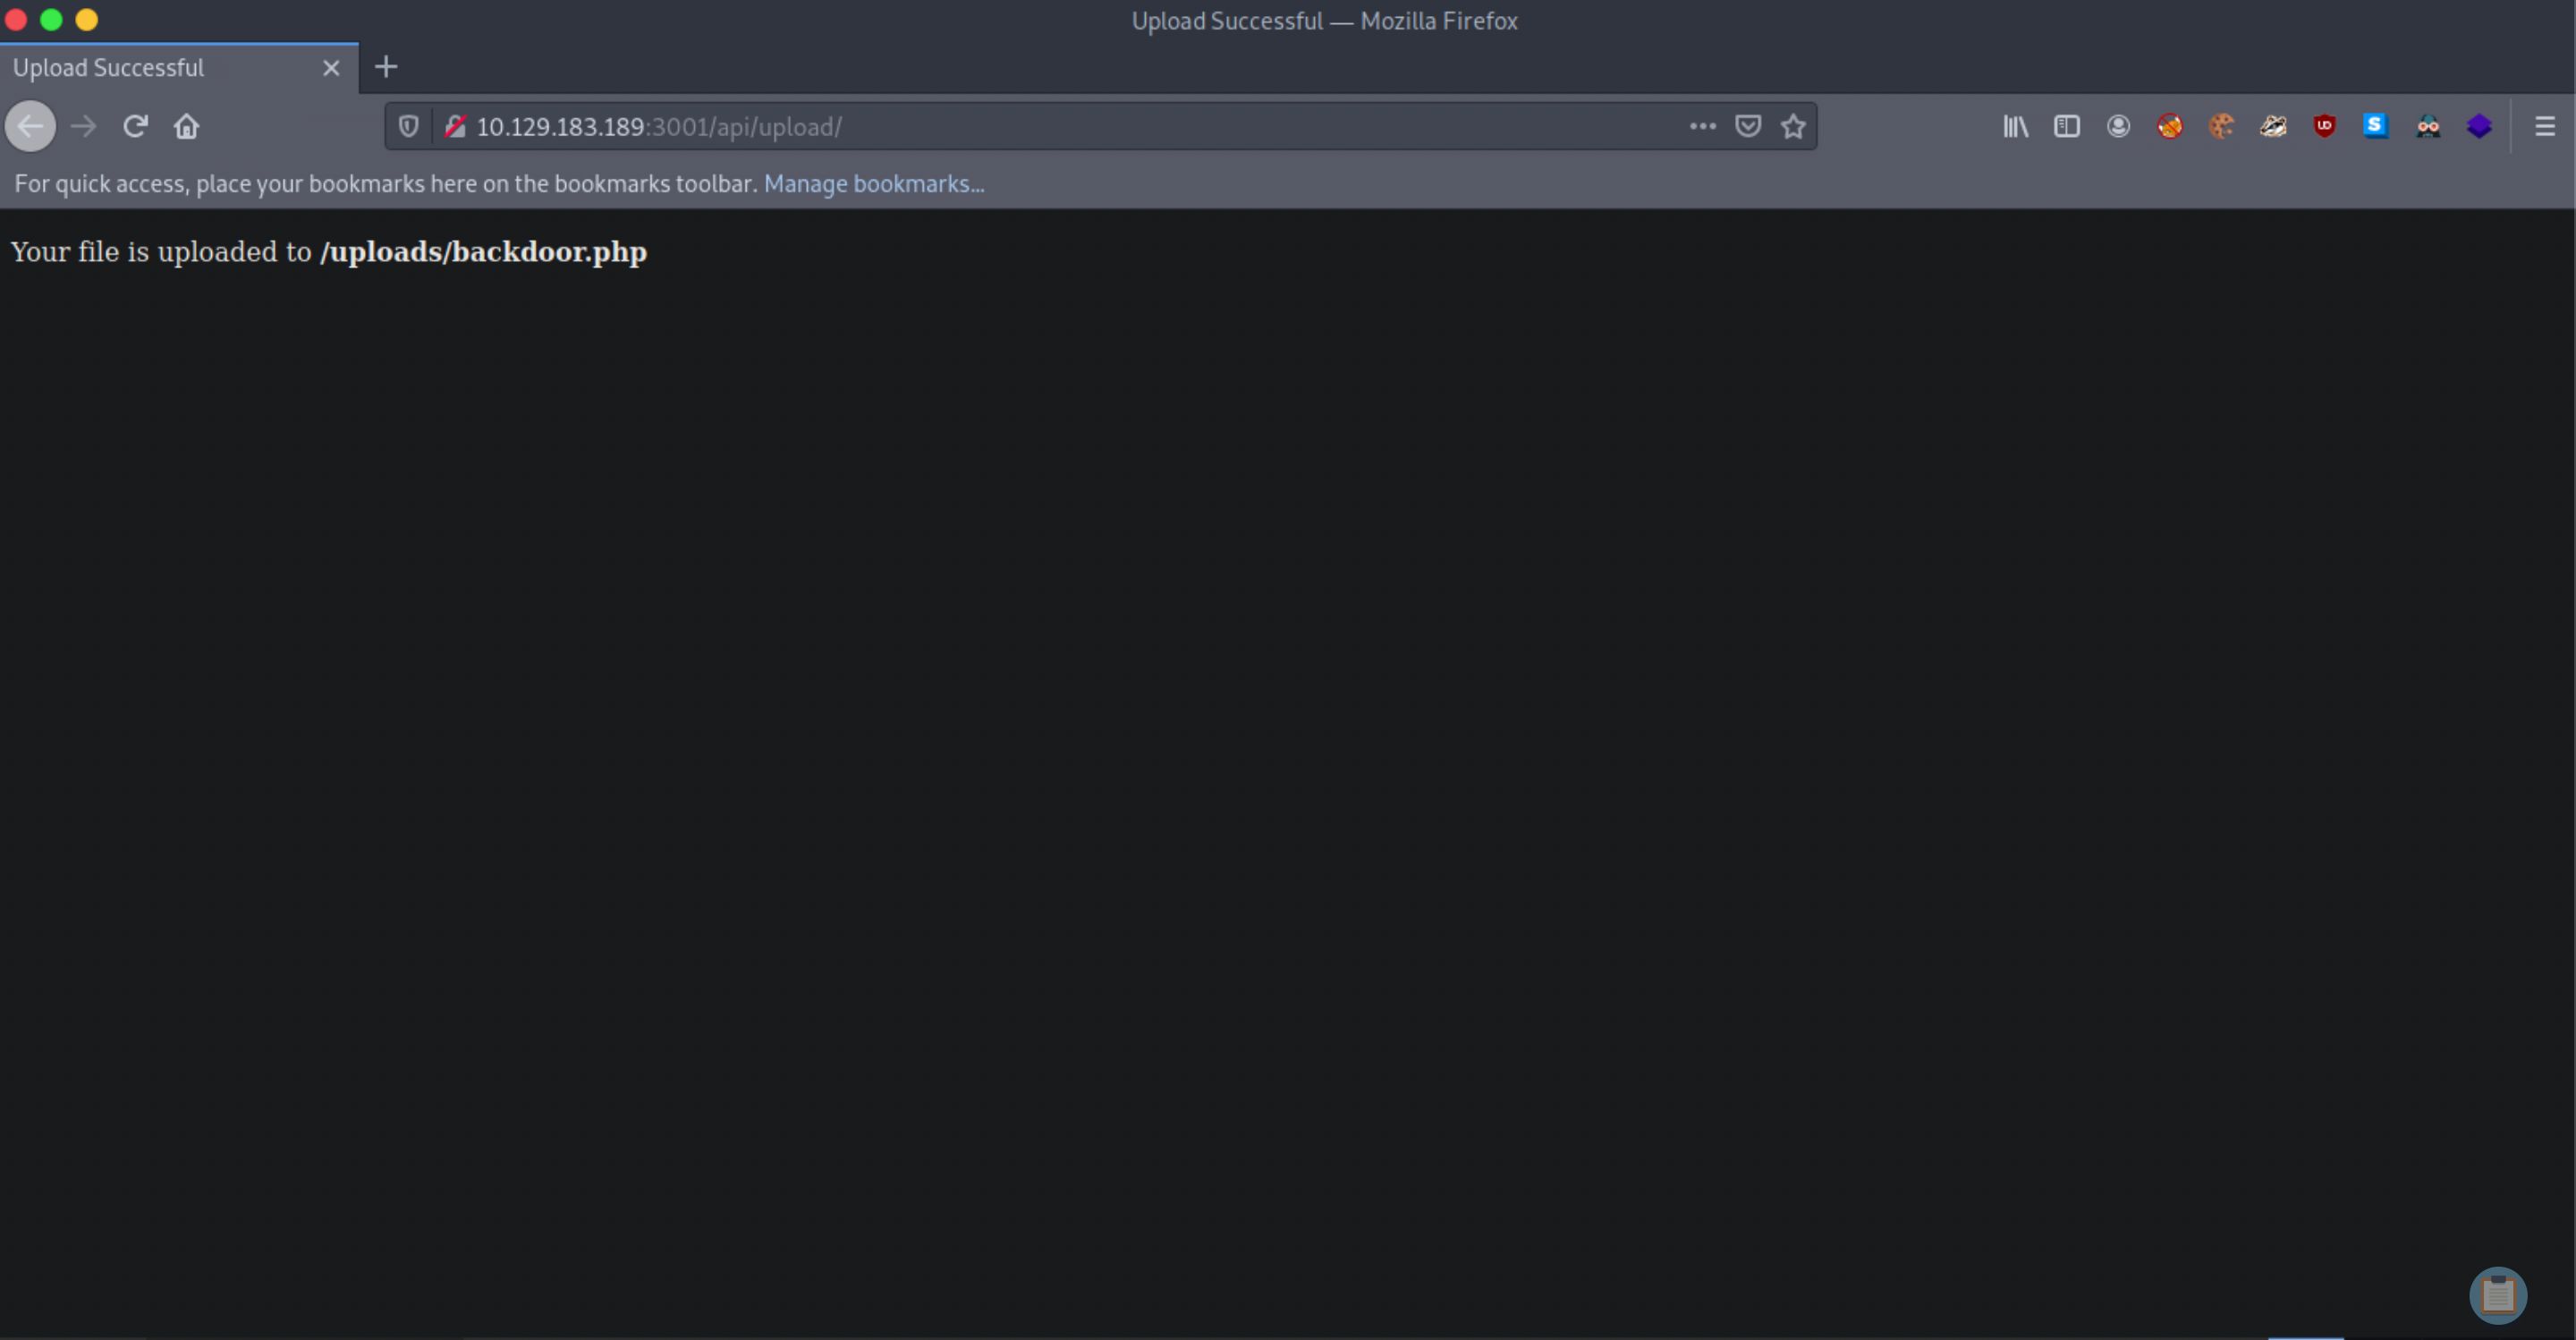 Upload Successful — Mozilla Firefox
Upload Successful
10.129.183.189:3001/api/upload/
For quick access, place your bookmarks here on the bookmarks toolbar. Manage bookmarks...
Your file is uploaded to /uploads/backdoor.php